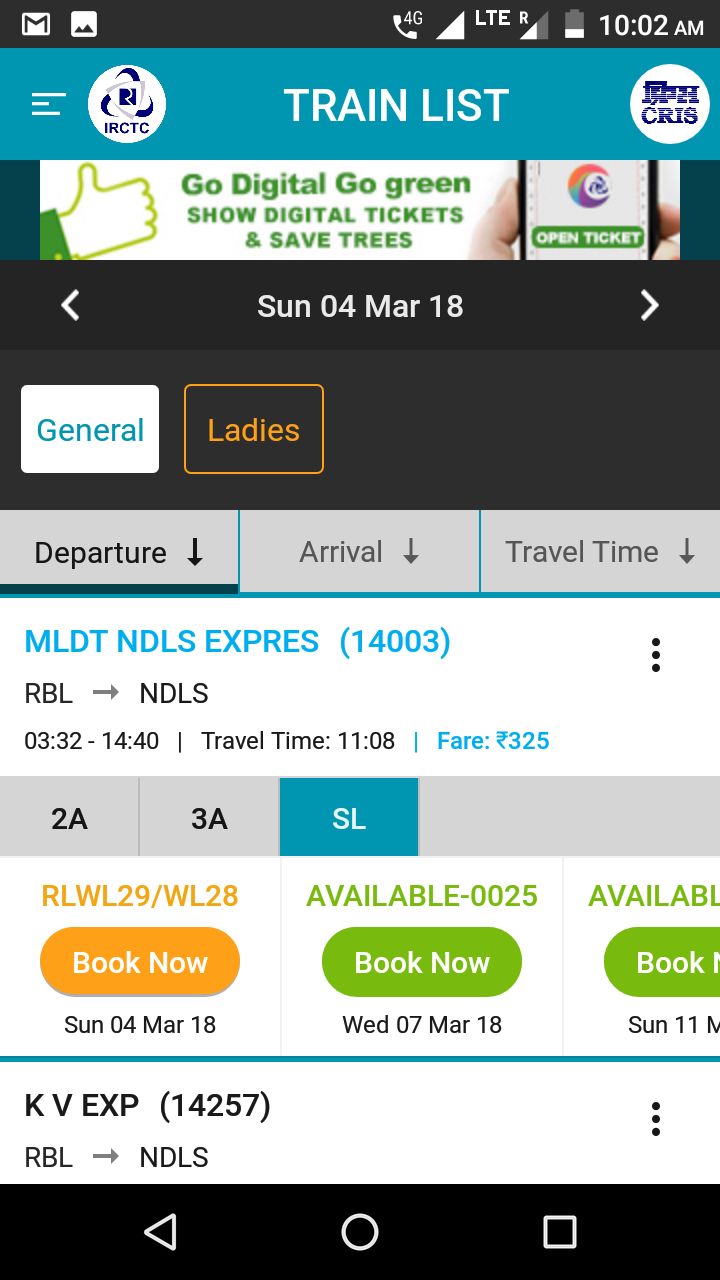 4G LTE R 10:02 AM
IRCTC
TRAIN LIST
CRIS
Go Digital Go green
SHOW DIGITAL TICKETS
& SAVE TREES
OPEN TICKET
Sun 04 Mar 18
General Ladies
Departure ↓ Arrival ↓ Travel Time ↓
MLDT NDLS EXPRES (14003)
RBL → NDLS
03:32 - 14:40 | Travel Time: 11:08 | Fare: ₹325
2A 3A SL
RLWL29/WL28 AVAILABLE-0025 AVAILABL
Book Now Book Now Book N
Sun 04 Mar 18 Wed 07 Mar 18 Sun 11 M
K V EXP (14257)
RBL → NDLS